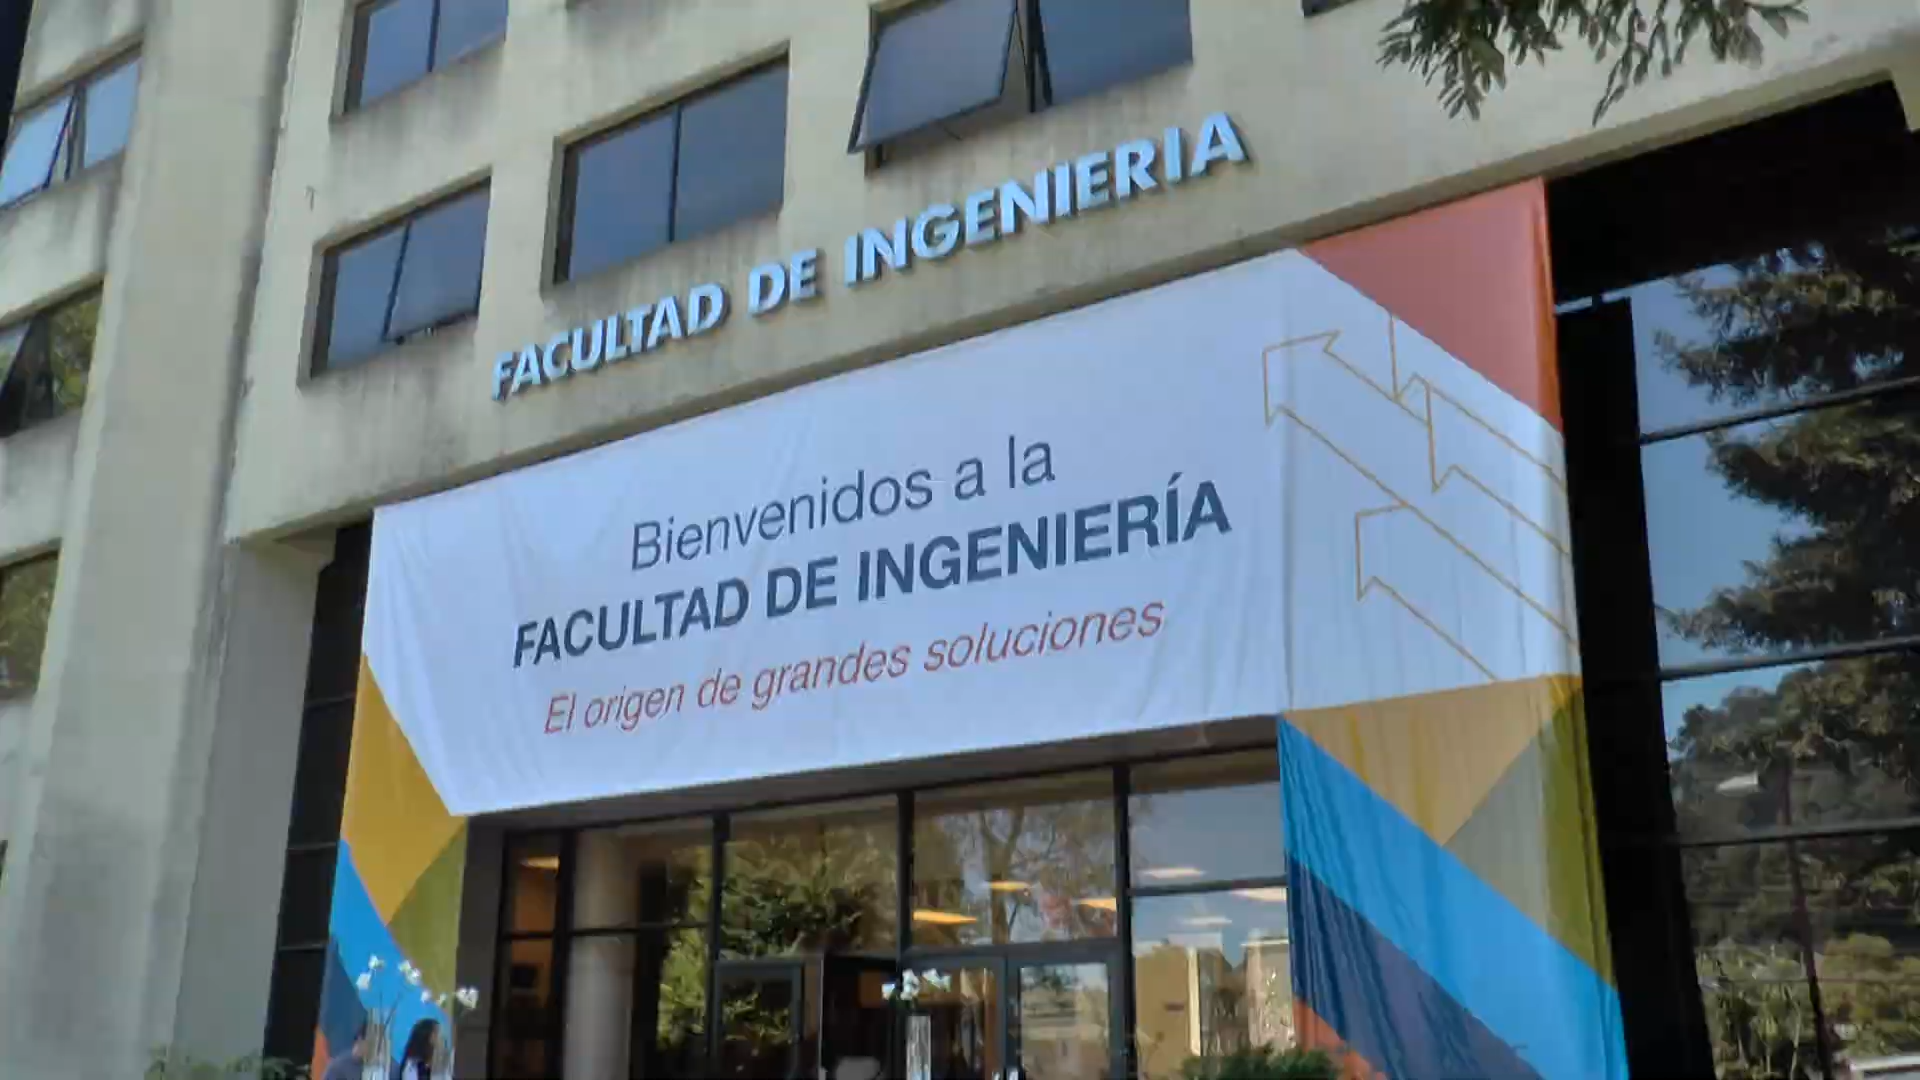 FACULTAD DE INGENIERIA
Bienvenidos a la
FACULTAD DE INGENIERÍA
El origen de grandes soluciones